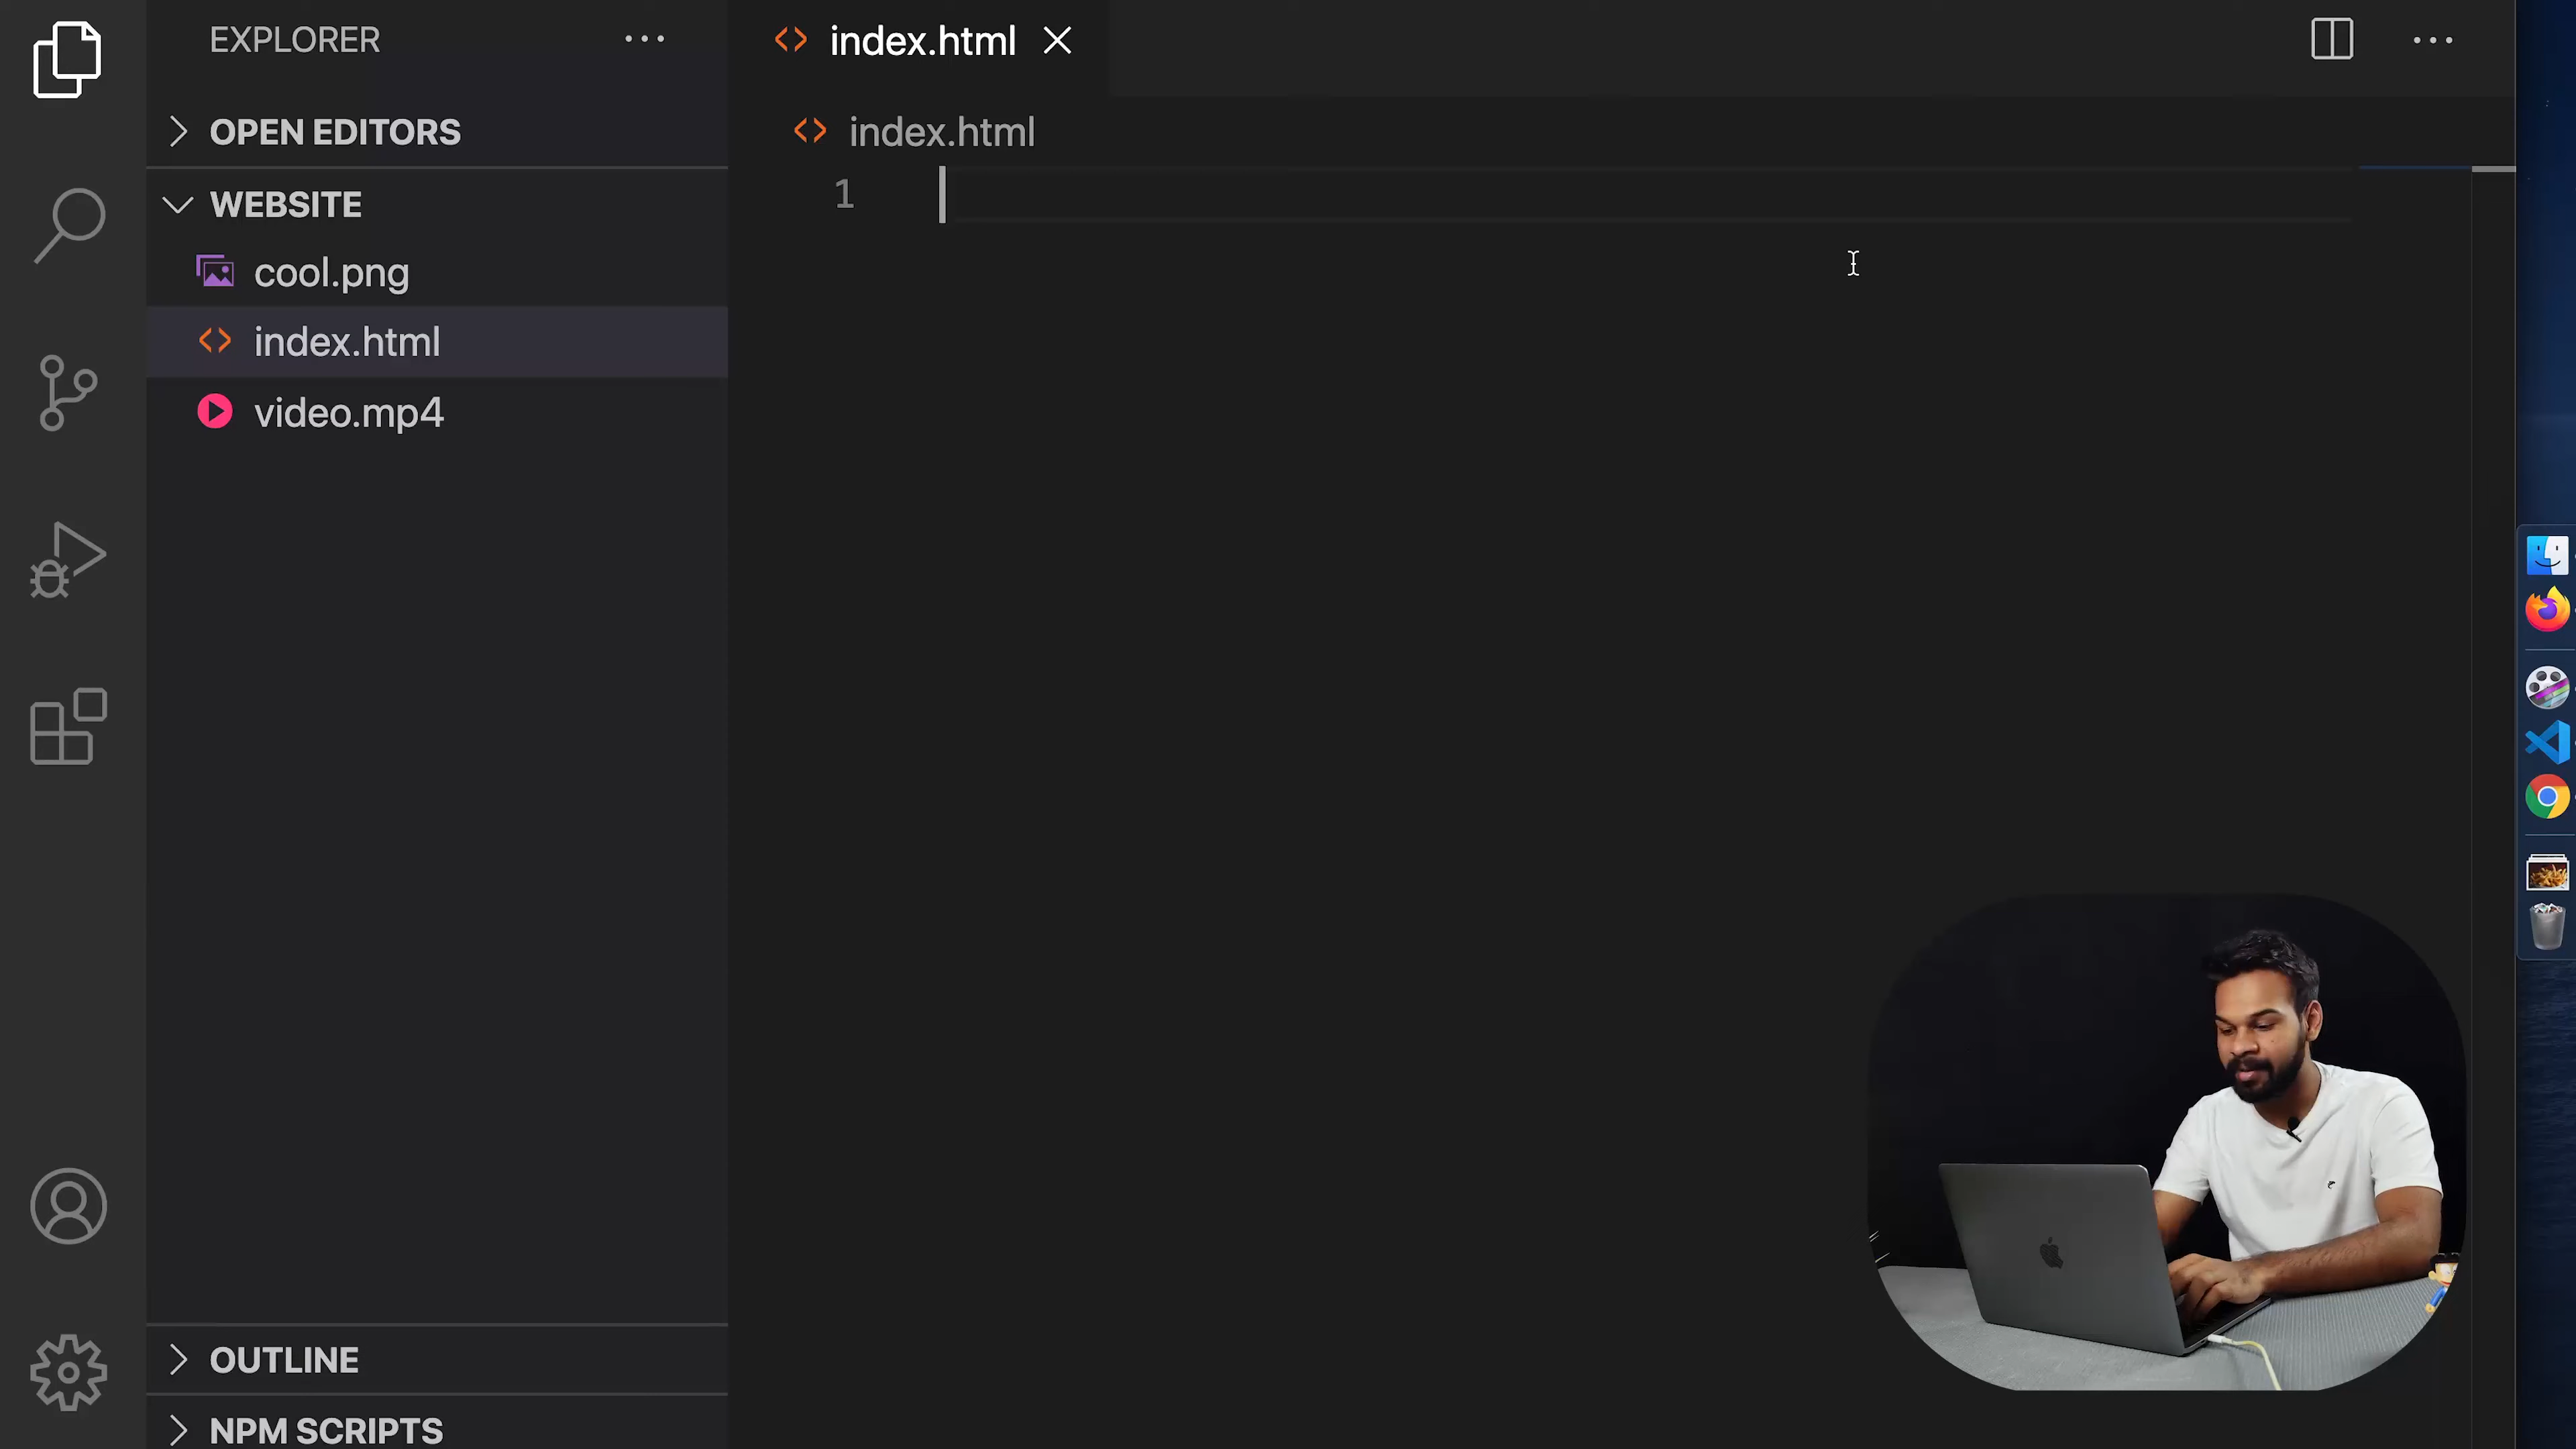 EXPLORER
OPEN EDITORS
WEBSITE
cool.png
index.html
video.mp4
OUTLINE
NPM SCRIPTS
index.html
index.html
1